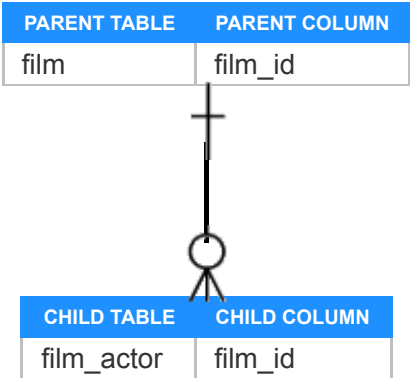 PARENT TABLE PARENT COLUMN
film film_id
CHILD TABLE CHILD COLUMN
film_actor film_id